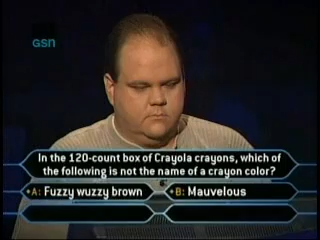 GSN
In the 120-count box of Crayola crayons, which of
the following is not the name of a crayon color?
A: Fuzzy wuzzy brown
B: Mauvelous